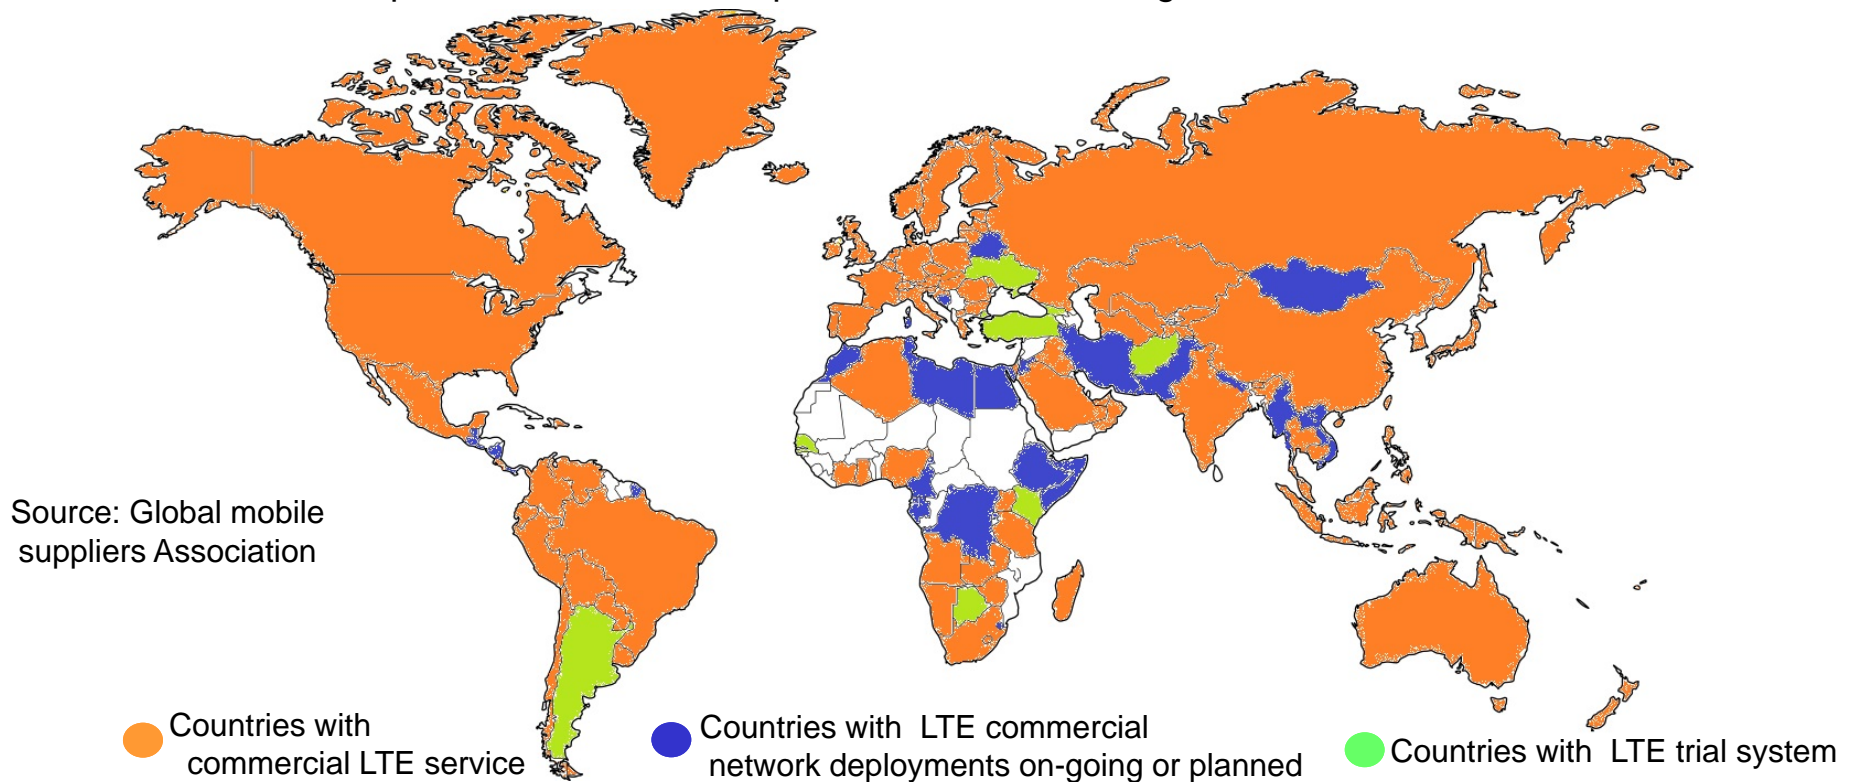 Source: Global mobile
suppliers Association
Countries with
commercial LTE service
Countries with LTE commercial
network deployments on-going or planned
Countries with LTE trial system